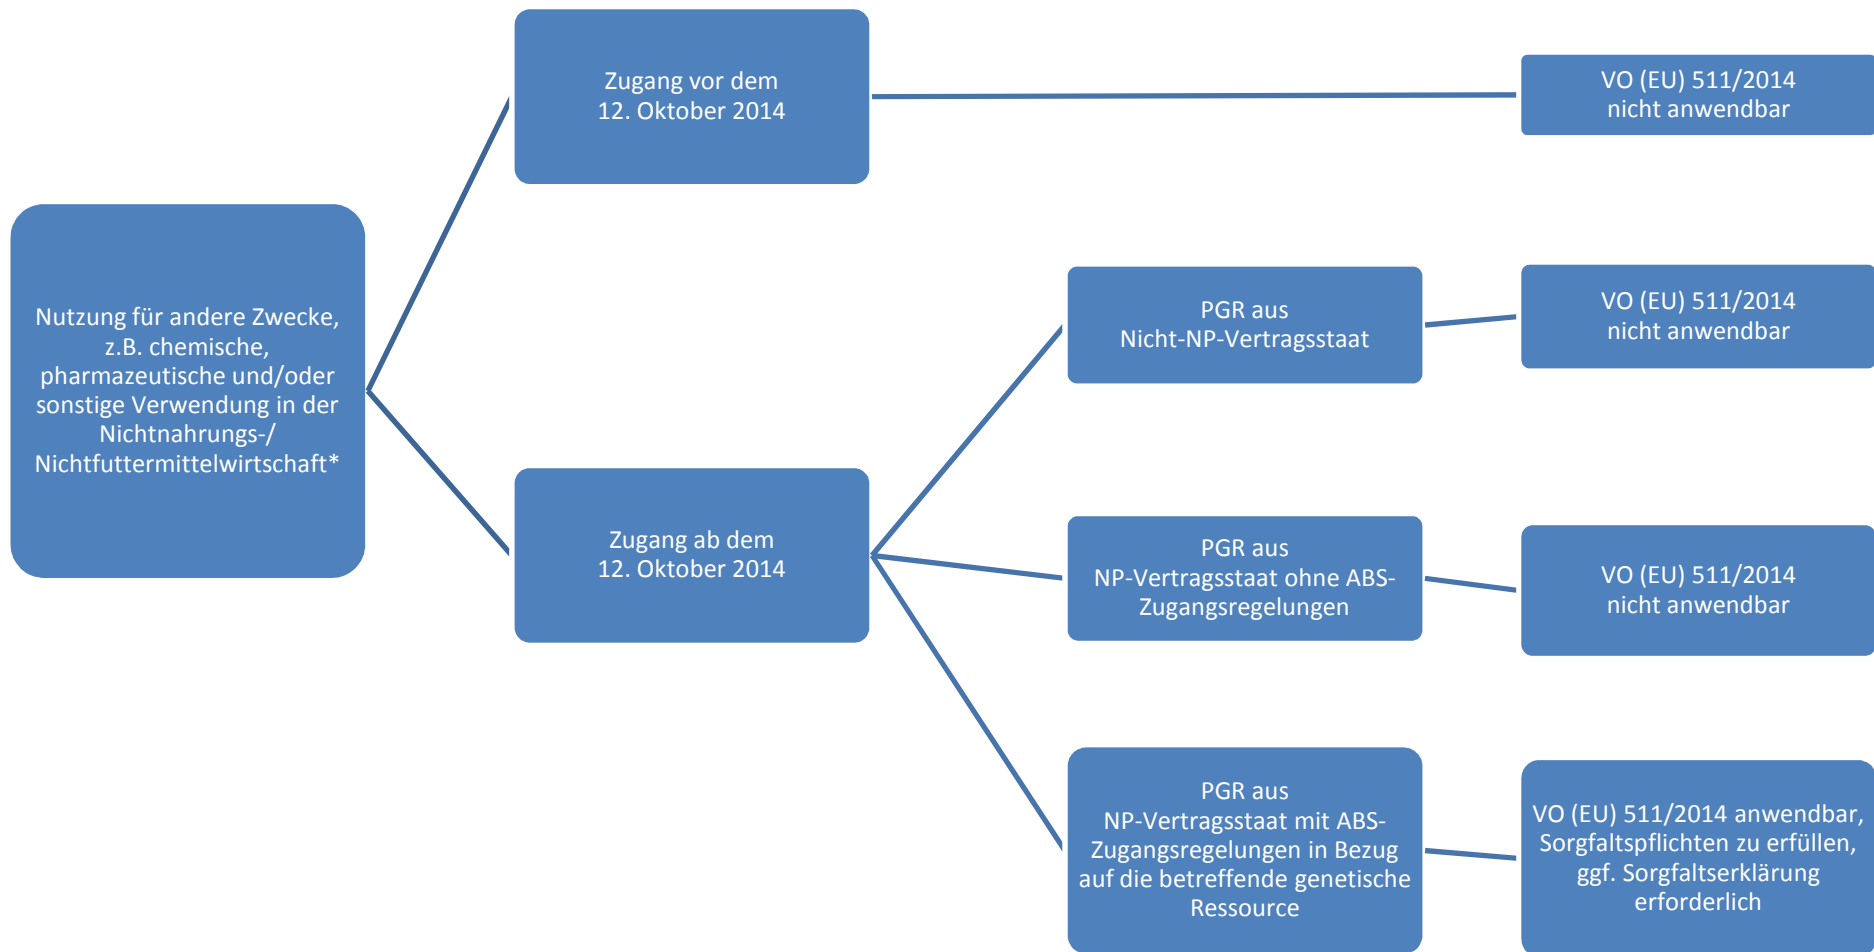 Zugang vor dem
12. Oktober 2014
VO (EU) 511/2014
nicht anwendbar
Nutzung für andere Zwecke,
z.B. chemische,
pharmazeutische und/oder
sonstige Verwendung in der
Nichtnahrungs-/
Nichtfuttermittelwirtschaft*
PGR aus
Nicht-NP-Vertragsstaat
VO (EU) 511/2014
nicht anwendbar
Zugang ab dem
12. Oktober 2014
PGR aus
NP-Vertragsstaat ohne ABS-
Zugangsregelungen
VO (EU) 511/2014
nicht anwendbar
PGR aus
NP-Vertragsstaat mit ABS-
Zugangsregelungen in Bezug
auf die betreffende genetische
Ressource
VO (EU) 511/2014 anwendbar,
Sorgfaltspflichten zu erfüllen,
ggf. Sorgfaltserklärung
erforderlich